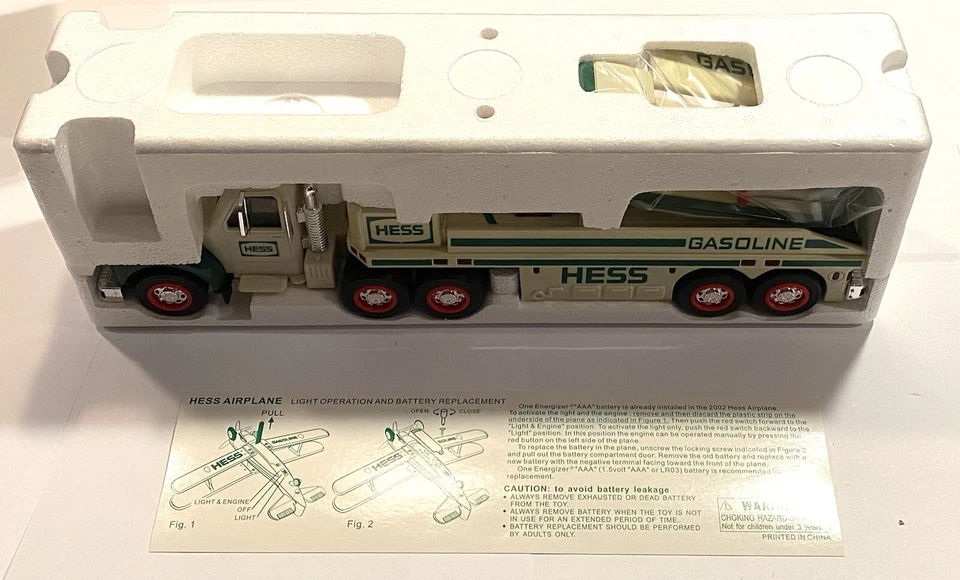 GAS
HESS
HESS
GASOLINE
HESS
HESS AIRPLANE LIGHT OPERATION AND BATTERY REPLACEMENT
PULL
GASOLINE
HESS
LIGHT & ENGINE
OFF
LIGHT
Fig. 1
OPEN CLOSE
HESS
Fig. 2
One Energizer ® "AAA" battery is already installed in the 2002 Hess Airplane.
To activate the light and the engine, remove and then discard the plastic strip on the
underside of the plane as indicated in Figure 1. Then push the red switch forward to the
"Light & Engine" position. To activate the light only, push the red switch backward to the
"Light" position. In this position the engine can be operated manually by pressing the
red button on the left side of the plane.
To replace the battery in the plane, unscrew the locking screw indicated in Figure 2
and pull out the battery compartment door. Remove the old battery and replace with a
new battery with the negative terminal facing toward the front of the plane.
One Energizer ® "AAA" (1.5volt "AAA" or LR03) battery is recommended for
replacement.
CAUTION: to avoid battery leakage
• ALWAYS REMOVE EXHAUSTED OR DEAD BATTERY
FROM THE TOY.
• ALWAYS REMOVE BATTERY WHEN THE TOY IS NOT
IN USE FOR AN EXTENDED PERIOD OF TIME.
• BATTERY REPLACEMENT SHOULD BE PERFORMED
BY ADULTS ONLY.
CHOKING HAZARD
Not for children under 3 years
PRINTED IN CHINA